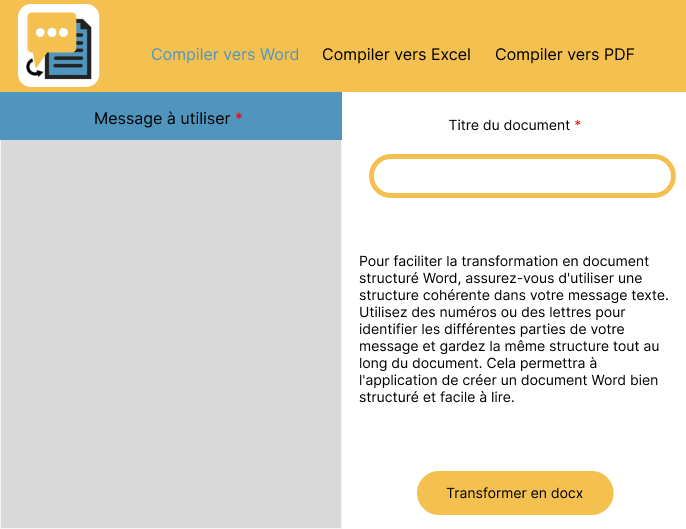 Compiler vers Word Compiler vers Excel Compiler vers PDF
Message à utiliser *
Titre du document *
Pour faciliter la transformation en document
structuré Word, assurez-vous d'utiliser une
structure cohérente dans votre message texte.
Utilisez des numéros ou des lettres pour
identifier les différentes parties de votre
message et gardez la même structure tout au
long du document. Cela permettra à
l'application de créer un document Word bien
structuré et facile à lire.
Transformer en docx